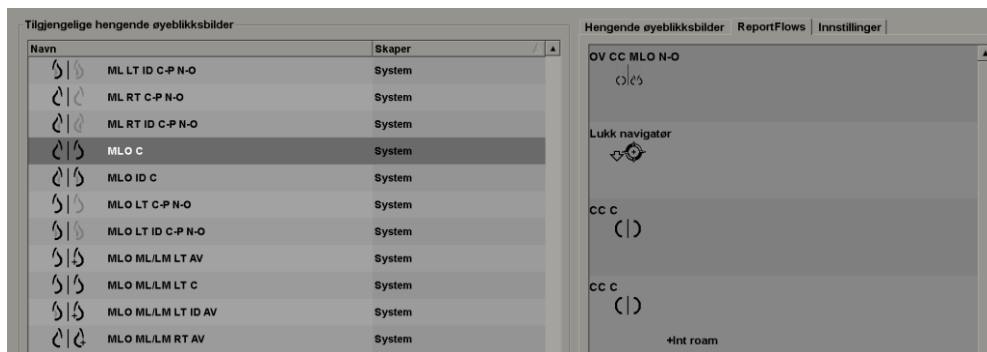 Tilgjengelige hengende øyeblikksbilder
Navn Skaper
ML LT ID C-P N-O System
ML RT C-P N-O System
ML RT ID C-P N-O System
MLO C System
MLO ID C System
MLO LT C-P N-O System
MLO LT ID C-P N-O System
MLO ML/LM LT AV System
MLO ML/LM LT C System
MLO ML/LM LT ID AV System
MLO ML/LM RT AV System
Hengende øyeblikksbilder ReportFlows Innstillinger
OV CC MLO N-O
Lukk navigatør
CC C
CC C
+Int roam